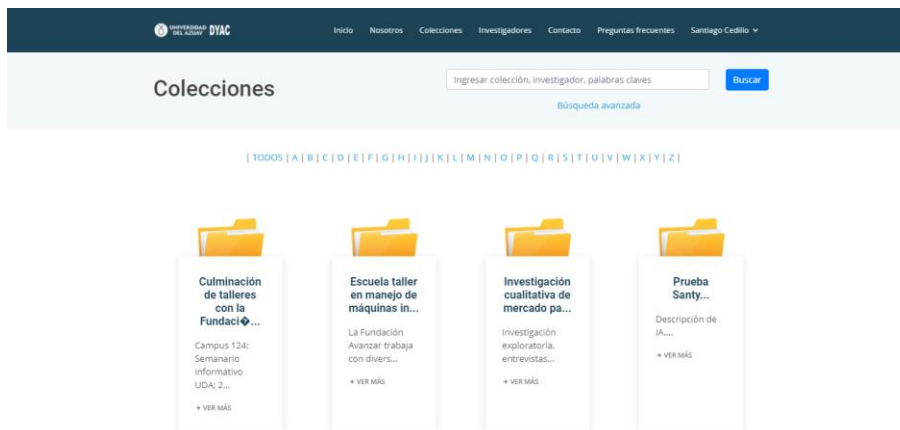 UNIVERSIDAD DEL AZUAY DYAC Inicio Nosotros Colecciones Investigadores Contacto Preguntas frecuentes Santiago Cedillo
Colecciones
Ingresar colección, investigador, palabras claves Buscar
Búsqueda avanzada
| TODOS | A | B | C | D | E | F | G | H | I | J | K | L | M | N | O | P | Q | R | S | T | U | V | W | X | Y | Z |
Culminación
de talleres
con la
Fundaci�...
Campus 124:
Semanario
informativo
UDA; 2...
+ VER MÁS
Escuela taller
en manejo de
máquinas in...
La Fundación
Avanzar trabaja
con divers...
+ VER MÁS
Investigación
cualitativa de
mercado pa...
Investigación
exploratoria,
entrevistas...
+ VER MÁS
Prueba
Santy...
Descripción de
IA....
+ VER MÁS